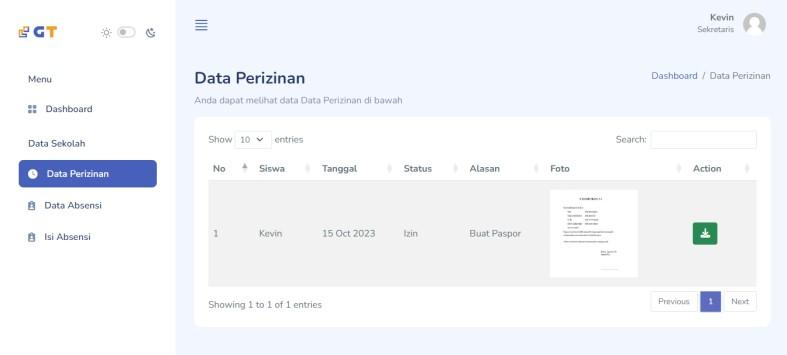 GT
Kevin
Sekretaris
Menu
Dashboard
Data Sekolah
Data Perizinan
Data Absensi
Isi Absensi
Data Perizinan
Dashboard / Data Perizinan
Anda dapat melihat data Data Perizinan di bawah
Show 10 entries
Search:
No Siswa Tanggal Status Alasan Foto Action
1 Kevin 15 Oct 2023 Izin Buat Paspor
Showing 1 to 1 of 1 entries
Previous 1 Next